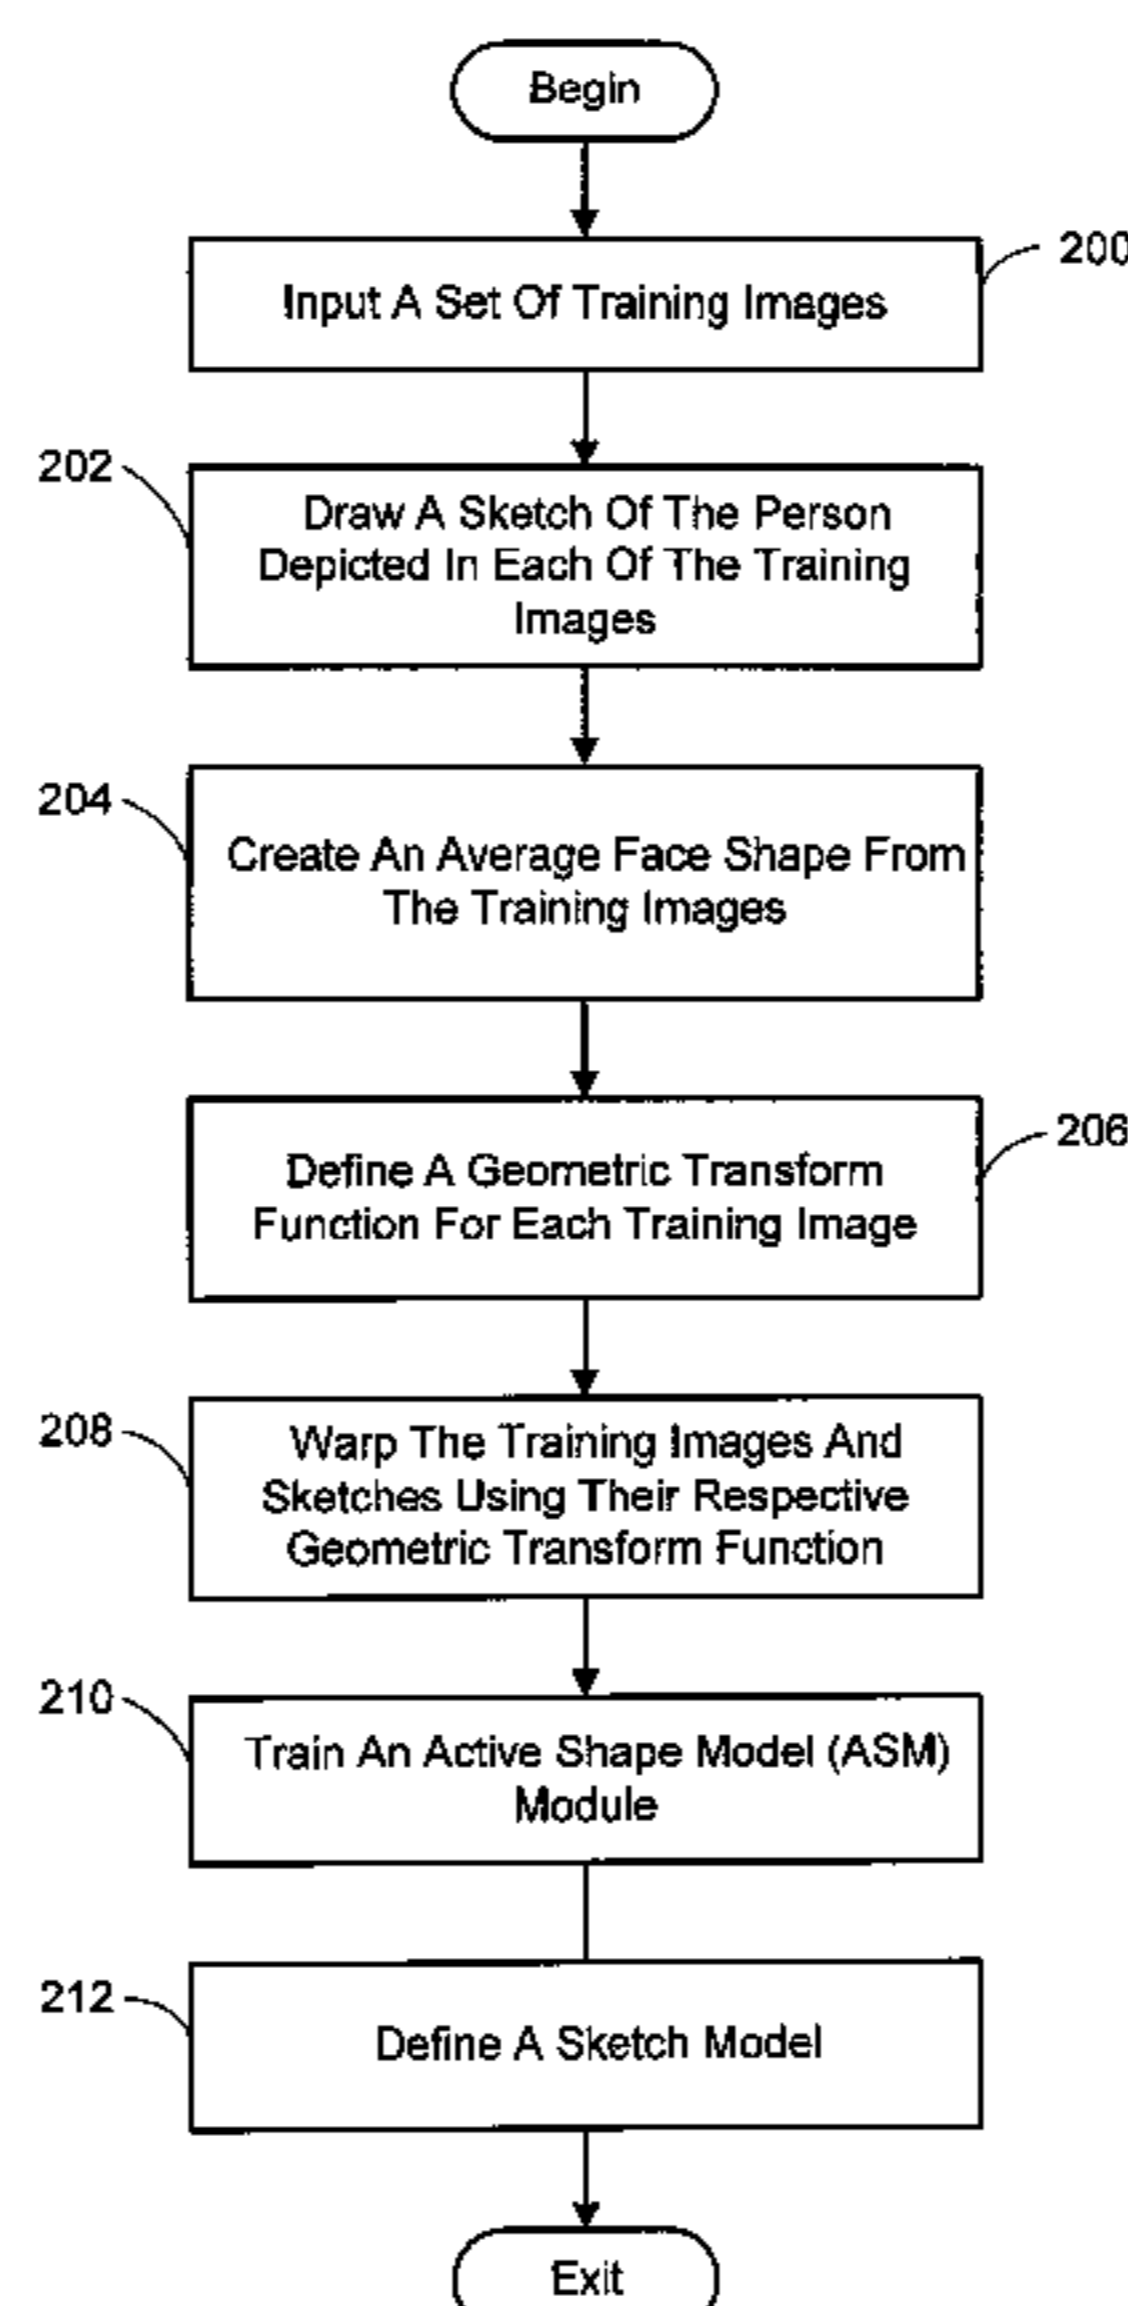 Begin
200
Input A Set Of Training Images
202
Draw A Sketch Of The Person
Depicted In Each Of The Training
Images
204
Create An Average Face Shape From
The Training Images
206
Define A Geometric Transform
Function For Each Training Image
208
Warp The Training Images And
Sketches Using Their Respective
Geometric Transform Function
210
Train An Active Shape Model (ASM)
Module
212
Define A Sketch Model
Exit